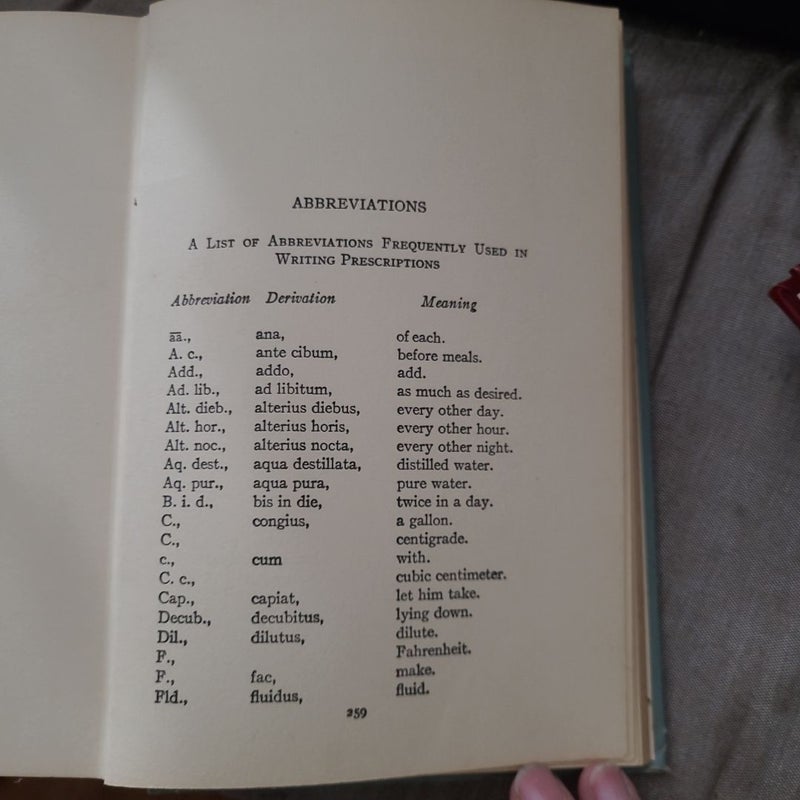 ABBREVIATIONS
A List of Abbreviations Frequently Used in
Writing Prescriptions
Abbreviation Derivation Meaning
a̅a̅., ana, of each.
A. c., ante cibum, before meals.
Add., addo, add.
Ad. lib., ad libitum, as much as desired.
Alt. dieb., alterius diebus, every other day.
Alt. hor., alterius horis, every other hour.
Alt. noc., alterius nocta, every other night.
Aq. dest., aqua destillata, distilled water.
Aq. pur., aqua pura, pure water.
B. i. d., bis in die, twice in a day.
C., congius, a gallon.
C., centigrade.
c., cum with.
C. c., cubic centimeter.
Cap., capiat, let him take.
Decub., decubitus, lying down.
Dil., dilutus, dilute.
F., Fahrenheit.
F., fac, make.
Fld., fluidus, fluid.
259